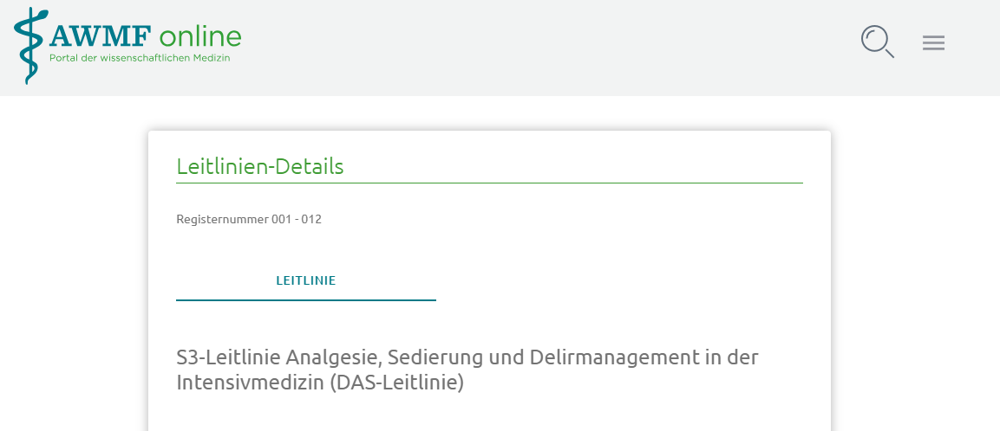 AWMF online
Portal der wissenschaftlichen Medizin
Leitlinien-Details
Registernummer 001 - 012
LEITLINIE
S3-Leitlinie Analgesie, Sedierung und Delirmanagement in der
Intensivmedizin (DAS-Leitlinie)